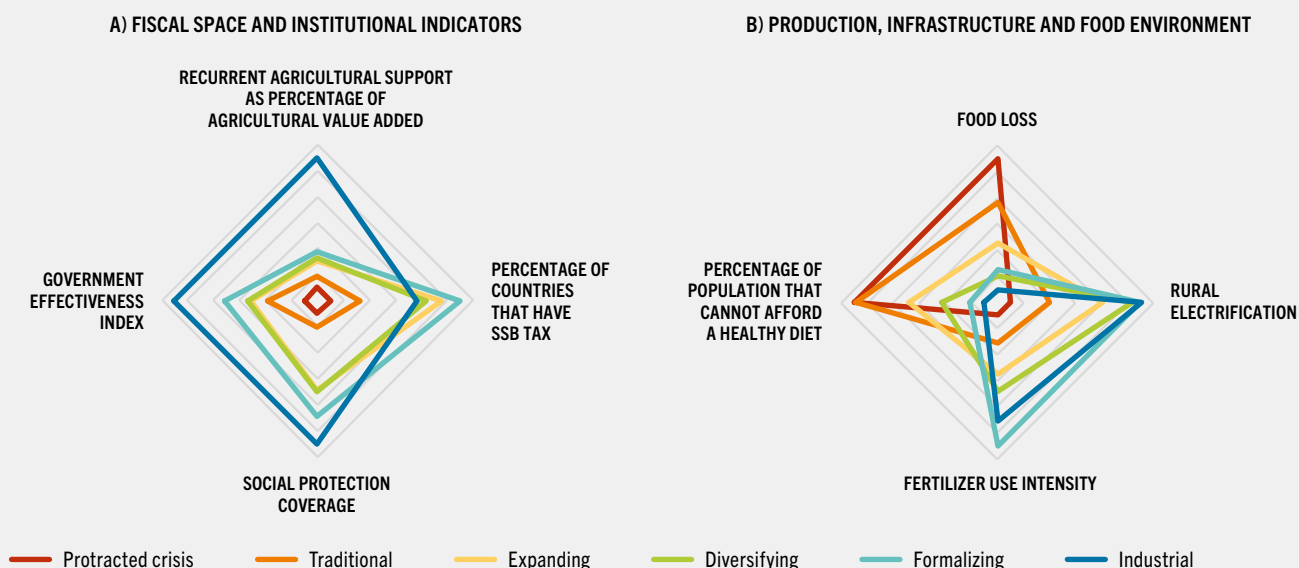 A) FISCAL SPACE AND INSTITUTIONAL INDICATORS
RECURRENT AGRICULTURAL SUPPORT
AS PERCENTAGE OF
AGRICULTURAL VALUE ADDED
GOVERNMENT
EFFECTIVENESS
INDEX
PERCENTAGE OF
COUNTRIES
THAT HAVE
SSB TAX
SOCIAL PROTECTION
COVERAGE
B) PRODUCTION, INFRASTRUCTURE AND FOOD ENVIRONMENT
FOOD LOSS
PERCENTAGE OF
POPULATION THAT
CANNOT AFFORD
A HEALTHY DIET
RURAL
ELECTRIFICATION
FERTILIZER USE INTENSITY
Protracted crisis
Traditional
Expanding
Diversifying
Formalizing
Industrial